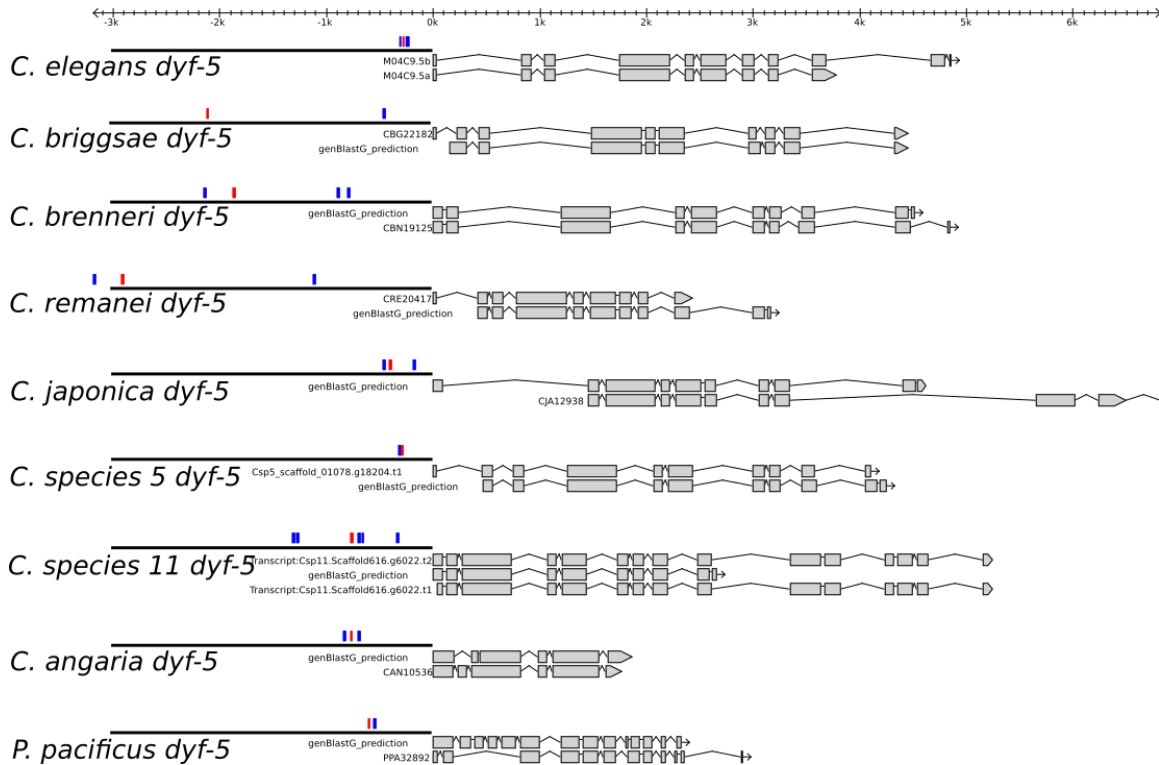 -3k -2k -1k 0k 1k 2k 3k 4k 5k 6k
C. elegans dyf-5
M04C9.5b
M04C9.5a
C. briggsae dyf-5
CBG22182
genBlastG_prediction
C. brenneri dyf-5
genBlastG_prediction
CBN19125
C. remanei dyf-5
CRE20417
genBlastG_prediction
C. japonica dyf-5
genBlastG_prediction
CJA12938
C. species 5 dyf-5
Csp5_scaffold_01078.g18204.t1
genBlastG_prediction
C. species 11 dyf-5
Transcript:Csp11.Scaffold616.g6022.t2
genBlastG_prediction
Transcript:Csp11.Scaffold616.g6022.t1
C. angaria dyf-5
genBlastG_prediction
CAN10536
P. pacificus dyf-5
genBlastG_prediction
PPA32892